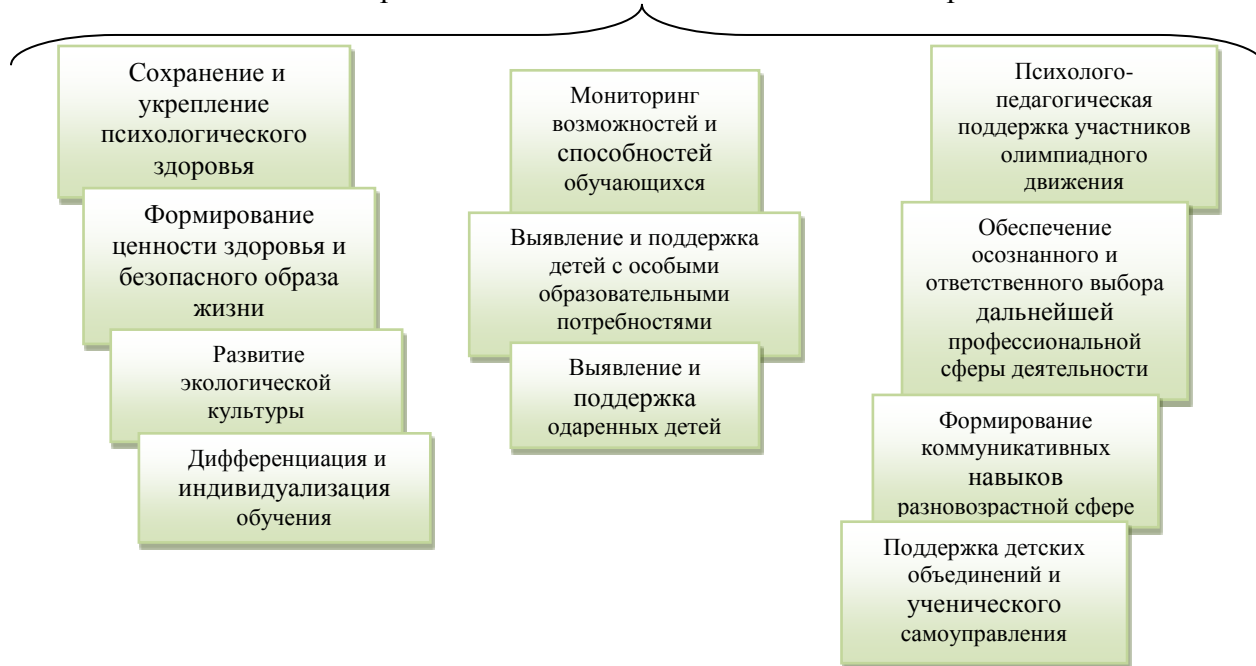 Сохранение и
укрепление
психологического
здоровья
Формирование
ценности здоровья и
безопасного образа
жизни
Развитие
экологической
культуры
Дифференциация и
индивидуализация
обучения
Мониторинг
возможностей и
способностей
обучающихся
Выявление и поддержка
детей с особыми
образовательными
потребностями
Выявление и
поддержка
одаренных детей
Психолого-
педагогическая
поддержка участников
олимпиадного
движения
Обеспечение
осознанного и
ответственного выбора
дальнейшей
профессиональной
сферы деятельности
Формирование
коммуникативных
навыков
разновозрастной сфере
Поддержка детских
объединений и
ученического
самоуправления